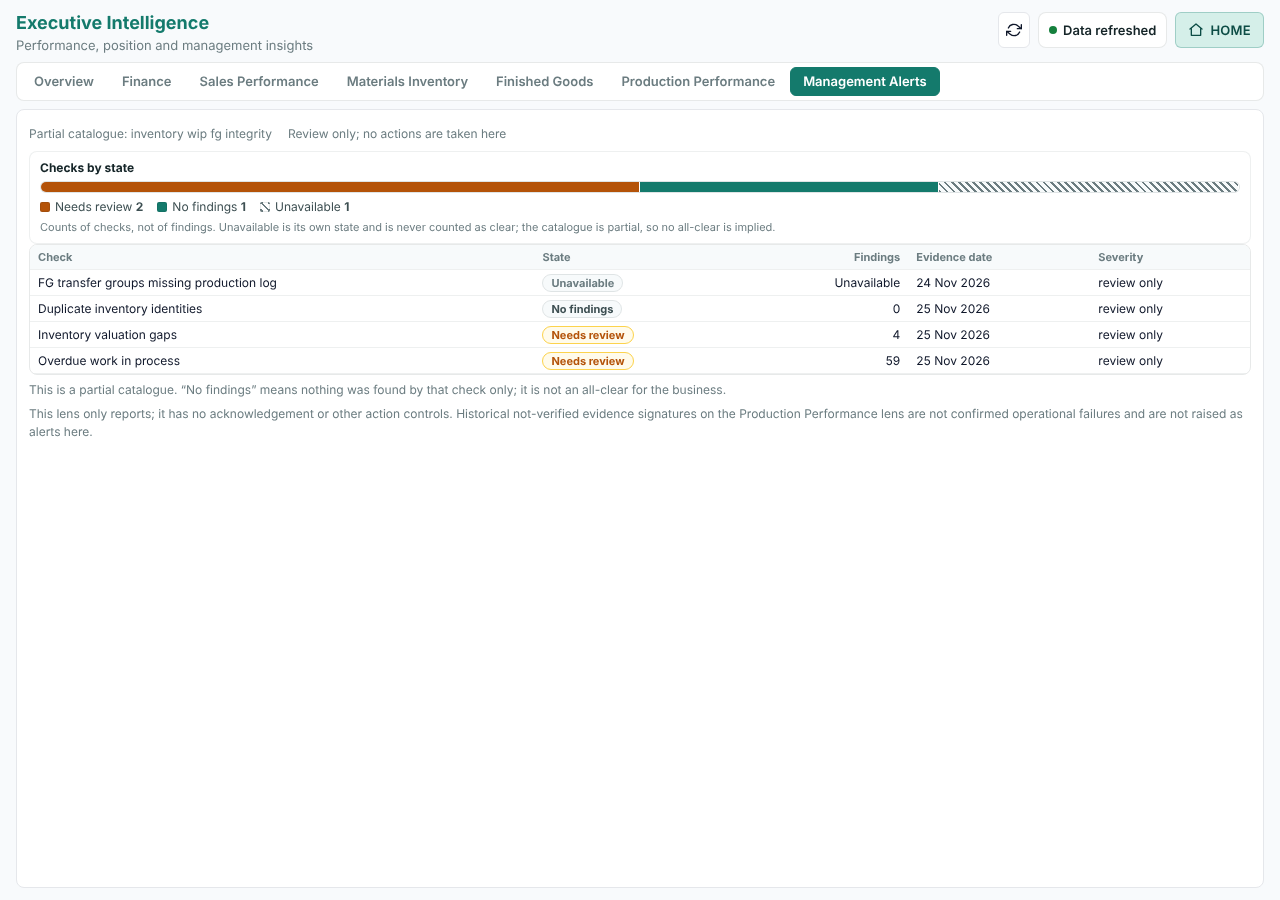 Executive Intelligence
Performance, position and management insights
Data refreshed
HOME
Overview
Finance
Sales Performance
Materials Inventory
Finished Goods
Production Performance
Management Alerts
Partial catalogue: inventory wip fg integrity Review only; no actions are taken here
Checks by state
Needs review 2 No findings 1 Unavailable 1
Counts of checks, not of findings. Unavailable is its own state and is never counted as clear; the catalogue is partial, so no all-clear is implied.
Check State Findings Evidence date Severity
FG transfer groups missing production log Unavailable Unavailable 24 Nov 2026 review only
Duplicate inventory identities No findings 0 25 Nov 2026 review only
Inventory valuation gaps Needs review 4 25 Nov 2026 review only
Overdue work in process Needs review 59 25 Nov 2026 review only
This is a partial catalogue. “No findings” means nothing was found by that check only; it is not an all-clear for the business.
This lens only reports; it has no acknowledgement or other action controls. Historical not-verified evidence signatures on the Production Performance lens are not confirmed operational failures and are not raised as
alerts here.